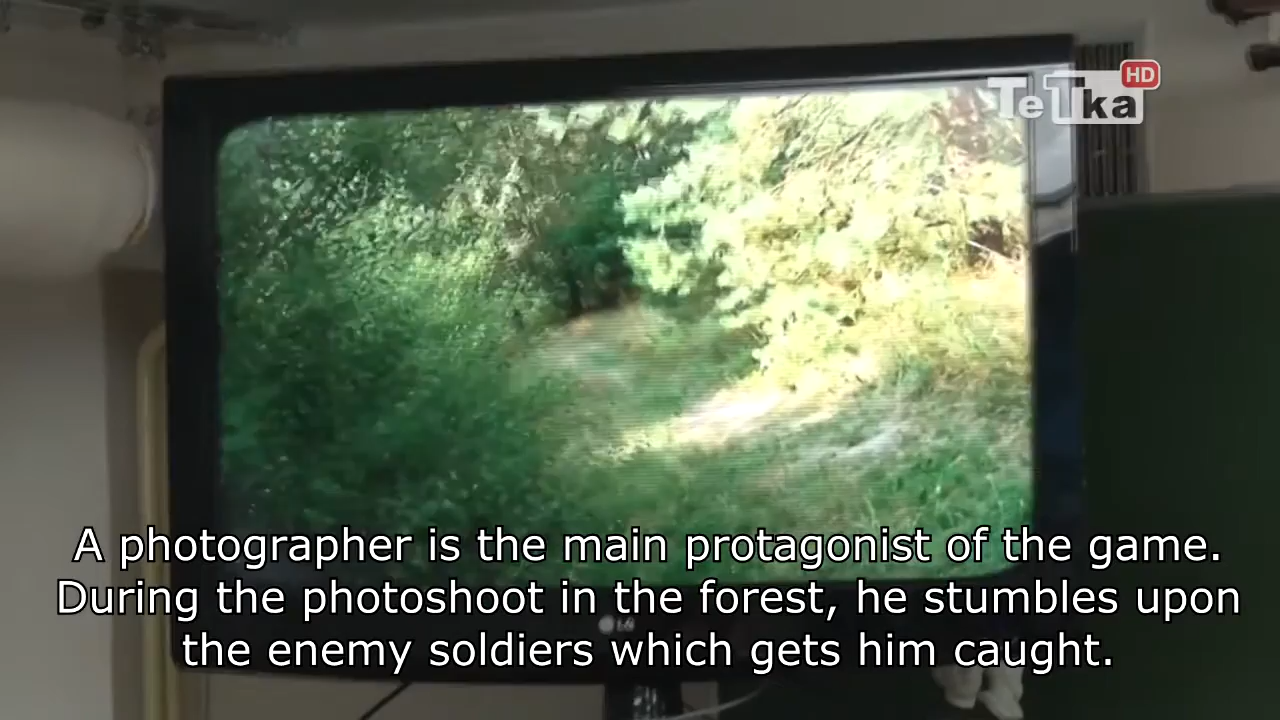 TeTka HD
A photographer is the main protagonist of the game.
During the photoshoot in the forest, he stumbles upon
LG
the enemy soldiers which gets him caught.